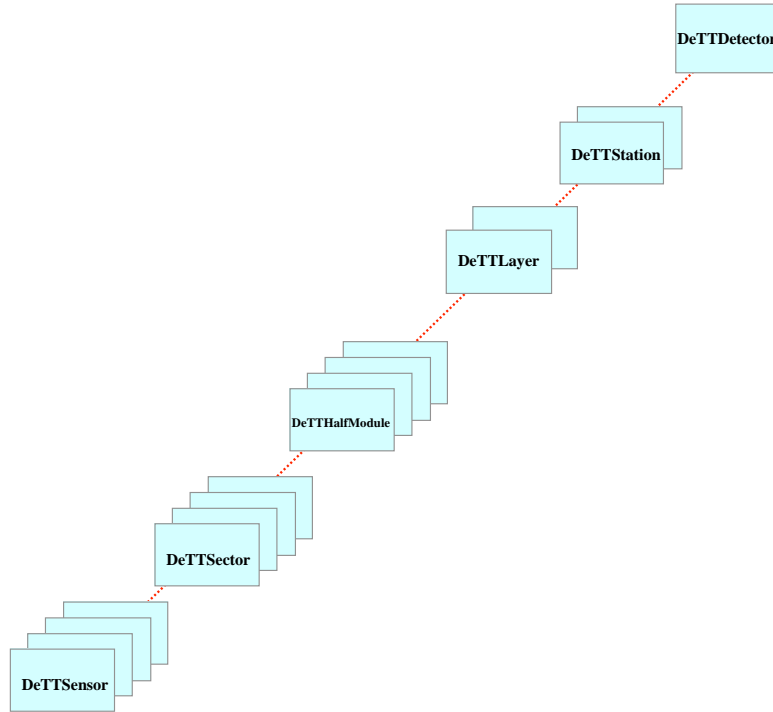 DeTTDetector
DeTTStation
DeTTLayer
DeTTHalfModule
DeTTSector
DeTTSensor